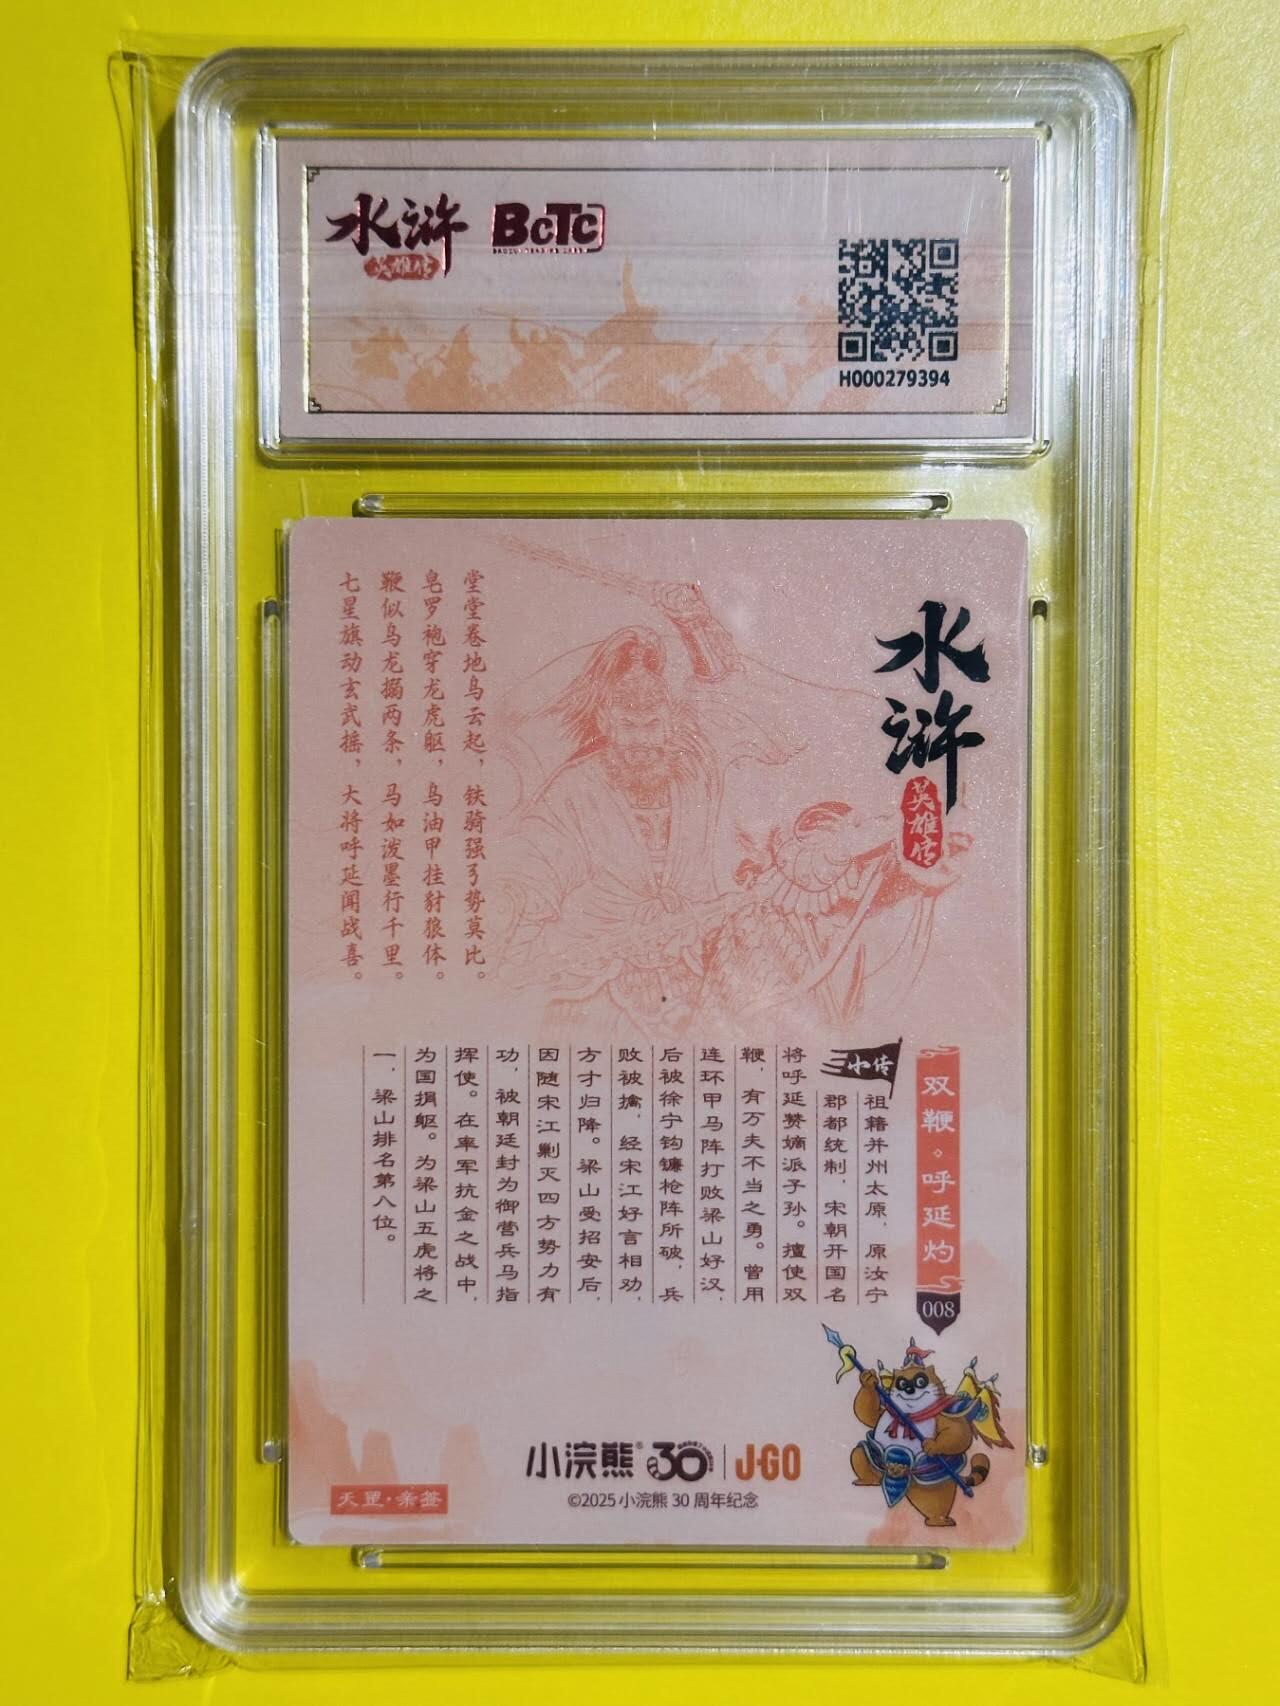 水浒
英雄传
BCTC
H000279394
水浒
英雄传
堂堂卷地乌云起，铁骑强弓势莫比。
皂罗袍穿龙虎躯，乌油甲挂豺狼体。
鞭似乌龙搦两条，马如泼墨行千里。
七星旗动玄武摇，大将呼延闻战喜。
双鞭·呼延灼
008
小传
祖籍并州太原，原汝宁
郡都统制，宋朝开国名
将呼延赞嫡派子孙。擅使双
鞭，有万夫不当之勇。曾用
连环甲马阵打败梁山好汉，
后被徐宁钩镰枪阵所破，兵
败被擒，经宋江好言相劝，
方才归降。梁山受招安后，
因随宋江剿灭四方势力有
功，被朝廷封为御营兵马指
挥使。在率军抗金之战中，
为国捐躯。为梁山五虎将之
一，梁山排名第八位。
小浣熊® 30 | J-GO
©2025 小浣熊 30 周年纪念
天罡·亲签